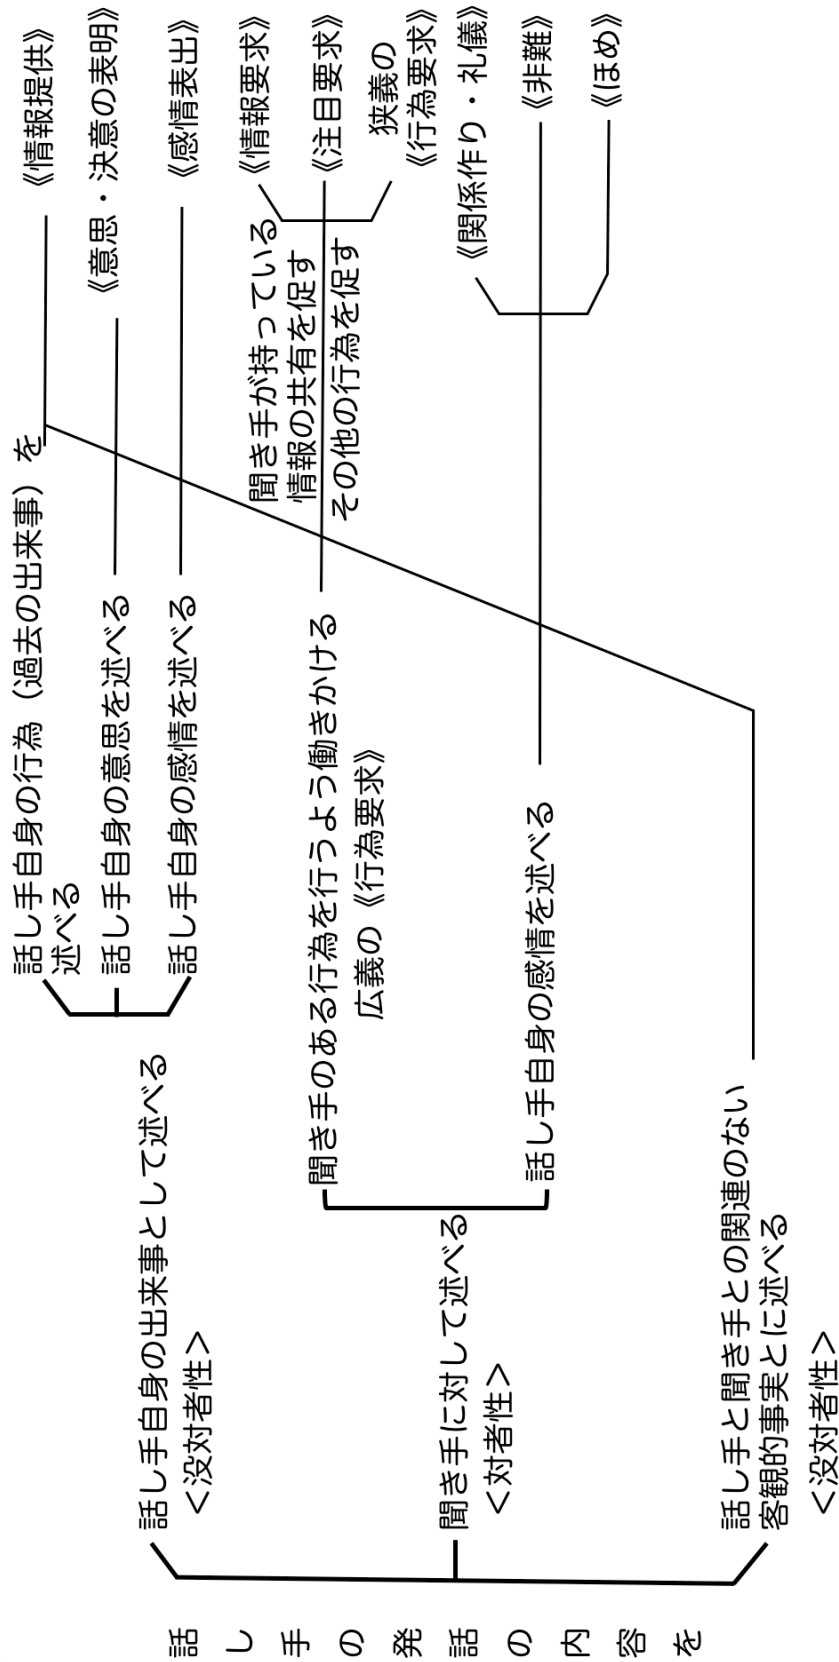 話し手の発話の内容を
話し手自身の出来事として述べる
＜没対者性＞
話し手自身の行為（過去の出来事）を
述べる
《情報提供》
話し手自身の意思を述べる
《意思・決意の表明》
話し手自身の感情を述べる
《感情表出》
聞き手に対して述べる
＜対者性＞
聞き手のある行為を行うよう働きかける
広義の《行為要求》
聞き手が持っている
情報の共有を促す
その他の行為を促す
《情報要求》
《注目要求》
狭義の
《行為要求》
話し手自身の感情を述べる
《関係作り・礼儀》
《非難》
《ほめ》
話し手と聞き手との関連のない
客観的事実とに述べる
＜没対者性＞